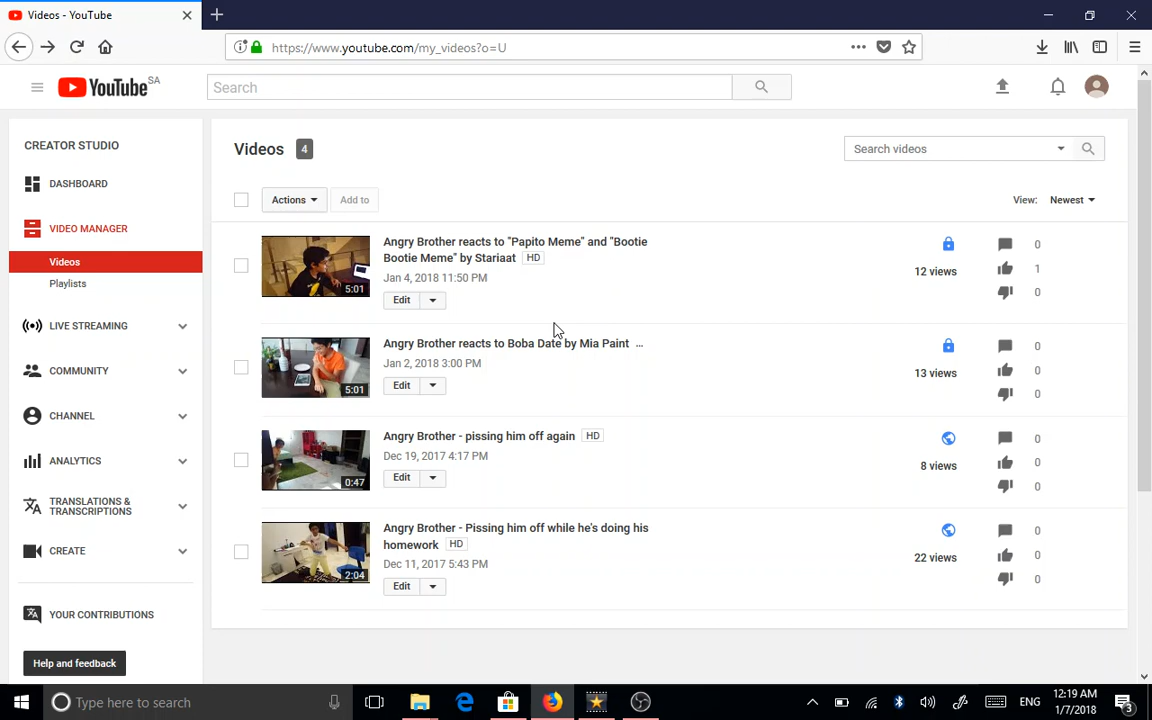 Videos - YouTube
https://www.youtube.com/my_videos?o=U
YouTube SA
Search
CREATOR STUDIO
DASHBOARD
VIDEO MANAGER
Videos
Playlists
LIVE STREAMING
COMMUNITY
CHANNEL
ANALYTICS
TRANSLATIONS &
TRANSCRIPTIONS
CREATE
YOUR CONTRIBUTIONS
Help and feedback
Videos 4
Search videos
Actions Add to
View: Newest
Angry Brother reacts to "Papito Meme" and "Bootie
Bootie Meme" by Stariaat HD
Jan 4, 2018 11:50 PM
Edit
5:01
12 views
0
1
0
Angry Brother reacts to Boba Date by Mia Paint ...
Jan 2, 2018 3:00 PM
Edit
5:01
13 views
0
0
0
Angry Brother - pissing him off again HD
Dec 19, 2017 4:17 PM
Edit
0:47
8 views
0
0
0
Angry Brother - Pissing him off while he's doing his
homework HD
Dec 11, 2017 5:43 PM
Edit
2:04
22 views
0
0
0
Type here to search
ENG
12:19 AM
1/7/2018
3